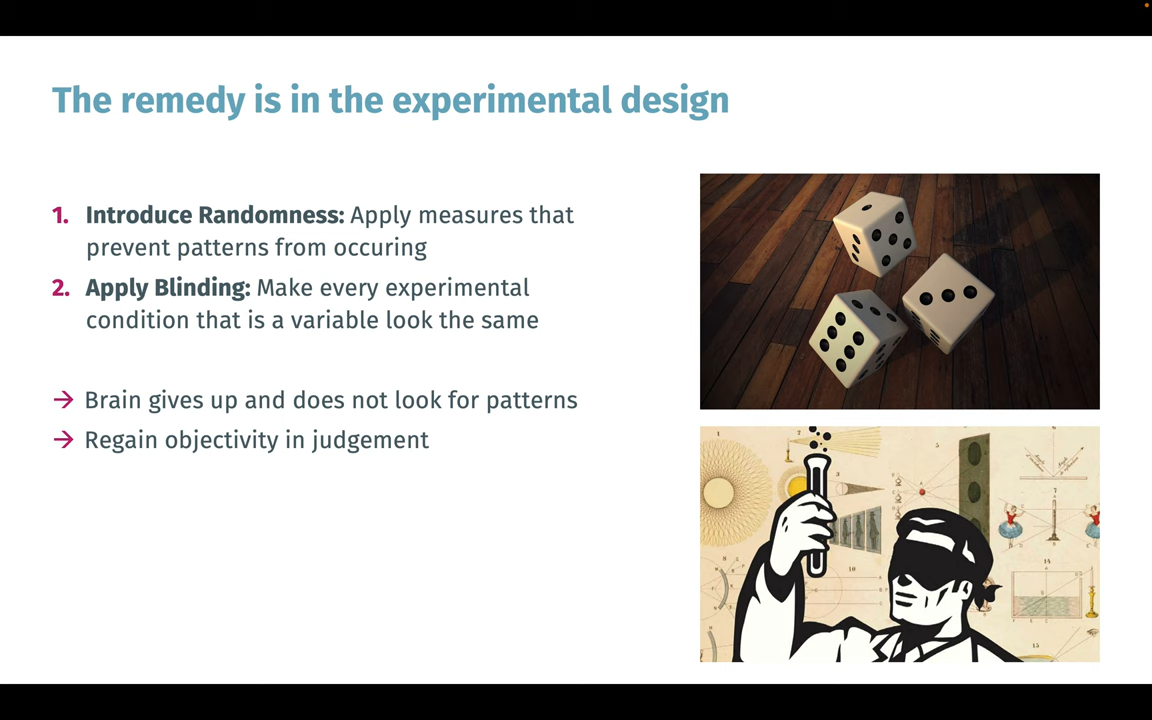 The remedy is in the experimental design
1. Introduce Randomness: Apply measures that
prevent patterns from occuring
2. Apply Blinding: Make every experimental
condition that is a variable look the same
→ Brain gives up and does not look for patterns
→ Regain objectivity in judgement